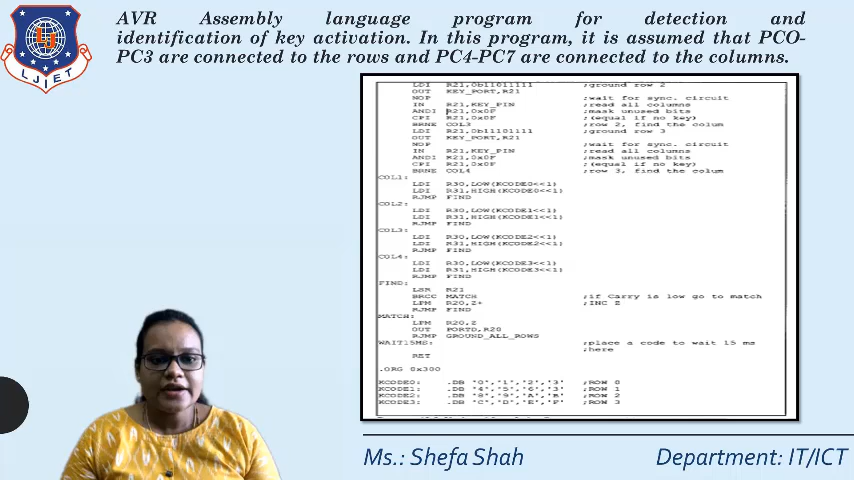 AVR Assembly language program for detection and
identification of key activation. In this program, it is assumed that PCO-
PC3 are connected to the rows and PC4-PC7 are connected to the columns.
LJIET
LDI R21,0b11011111 ;ground row 2
OUT KEY_PORT,R21
NOP ;wait for sync. circuit
IN R21,KEY_PIN ;read all columns
ANDI R21,0x0F ;mask unused bits
CPI R21,0x0F ;(equal if no key)
BRNE COL3 ;row 2, find the colum
LDI R21,0b11101111 ;ground row 3
OUT KEY_PORT,R21
NOP ;wait for sync. circuit
IN R21,KEY_PIN ;read all columns
ANDI R21,0x0F ;mask unused bits
CPI R21,0x0F ;(equal if no key)
BRNE COL4 ;row 3, find the colum
COL1:
LDI R30,LOW(KCODE0<<1)
LDI R31,HIGH(KCODE0<<1)
RJMP FIND
COL2:
LDI R30,LOW(KCODE1<<1)
LDI R31,HIGH(KCODE1<<1)
RJMP FIND
COL3:
LDI R30,LOW(KCODE2<<1)
LDI R31,HIGH(KCODE2<<1)
RJMP FIND
COL4:
LDI R30,LOW(KCODE3<<1)
LDI R31,HIGH(KCODE3<<1)
RJMP FIND
FIND:
LSR R21
BRCC MATCH ;if Carry is low go to match
LPM R20,Z+ ;INC Z
RJMP FIND
MATCH:
LPM R20,Z
OUT PORTD,R20
RJMP GROUND_ALL_ROWS
WAIT15MS: ;place a code to wait 15 ms
;here
RET
.ORG 0x300
KCODE0: .DB '0','1','2','3' ;ROW 0
KCODE1: .DB '4','5','6','7' ;ROW 1
KCODE2: .DB '8','9','A','B' ;ROW 2
KCODE3: .DB 'C','D','E','F' ;ROW 3
Ms.: Shefa Shah
Department: IT/ICT